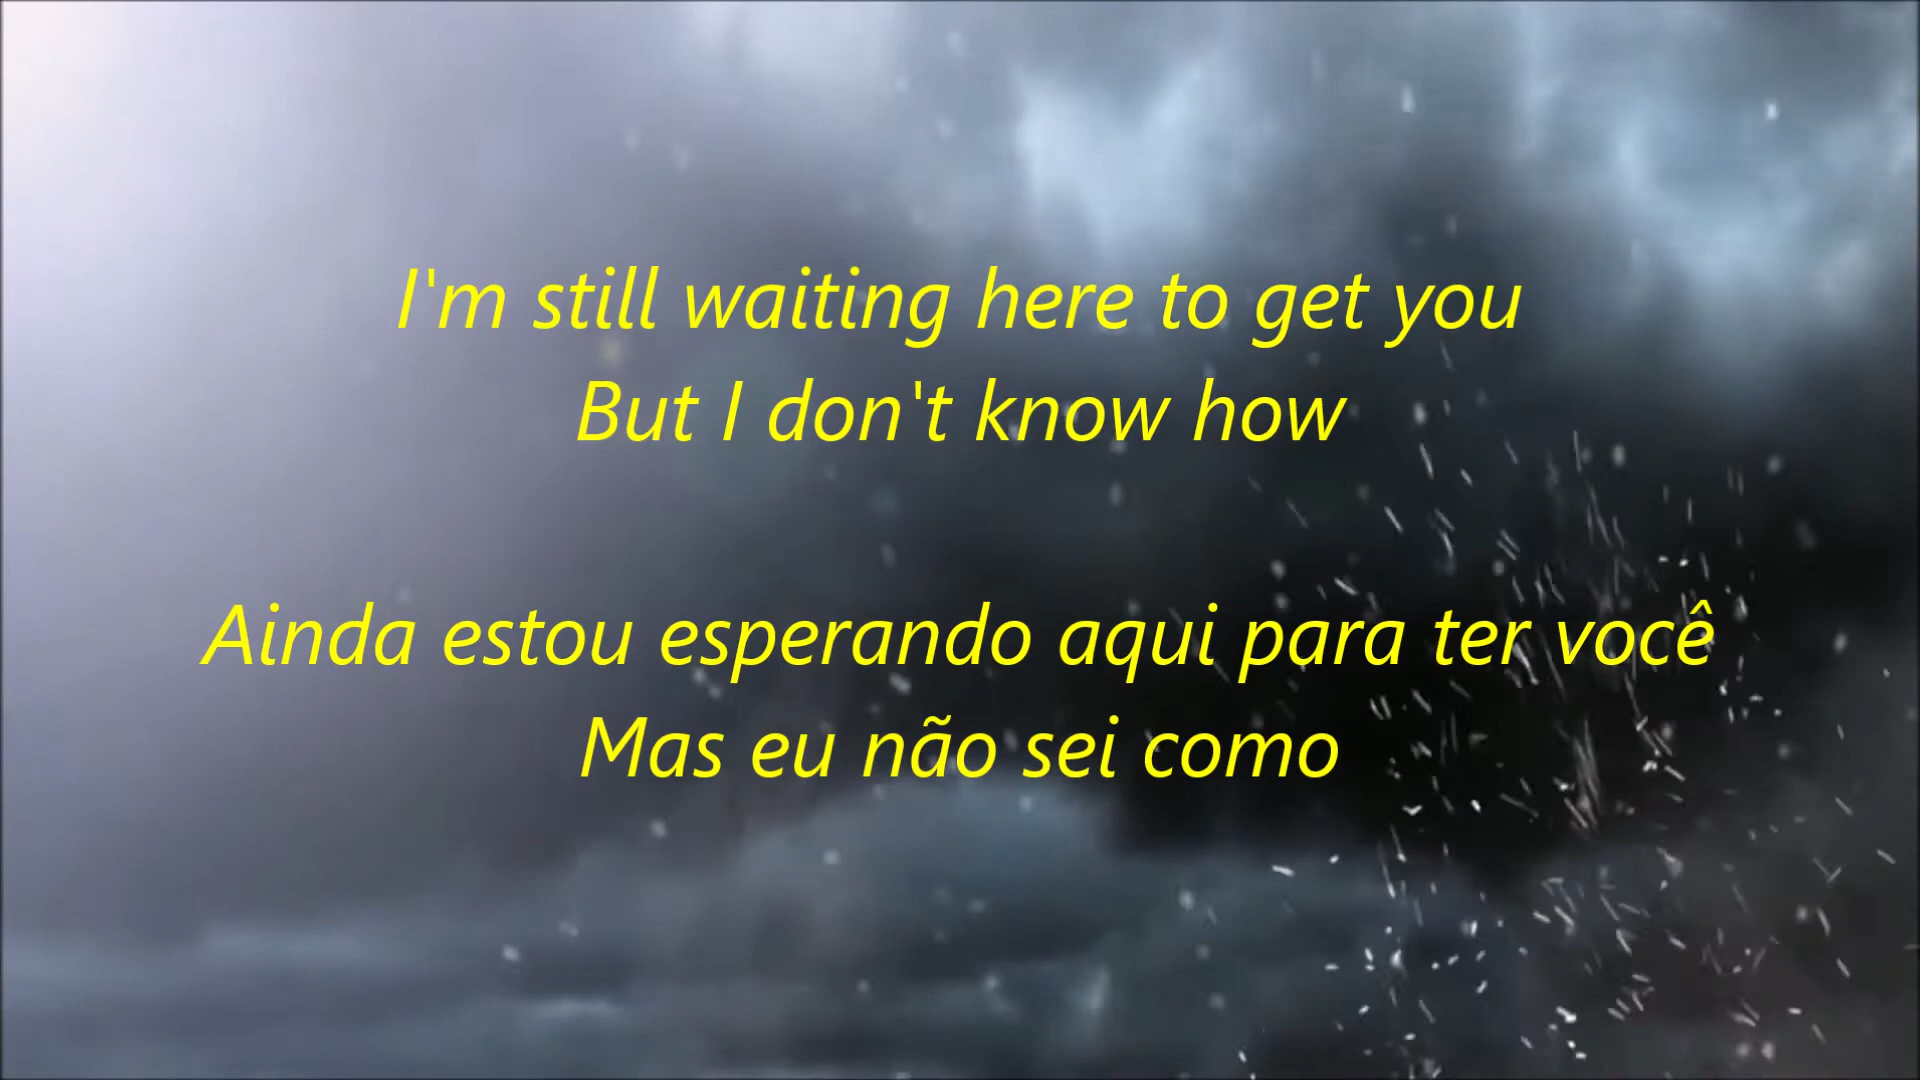 I'm still waiting here to get you
But I don't know how
Ainda estou esperando aqui para ter você
Mas eu não sei como